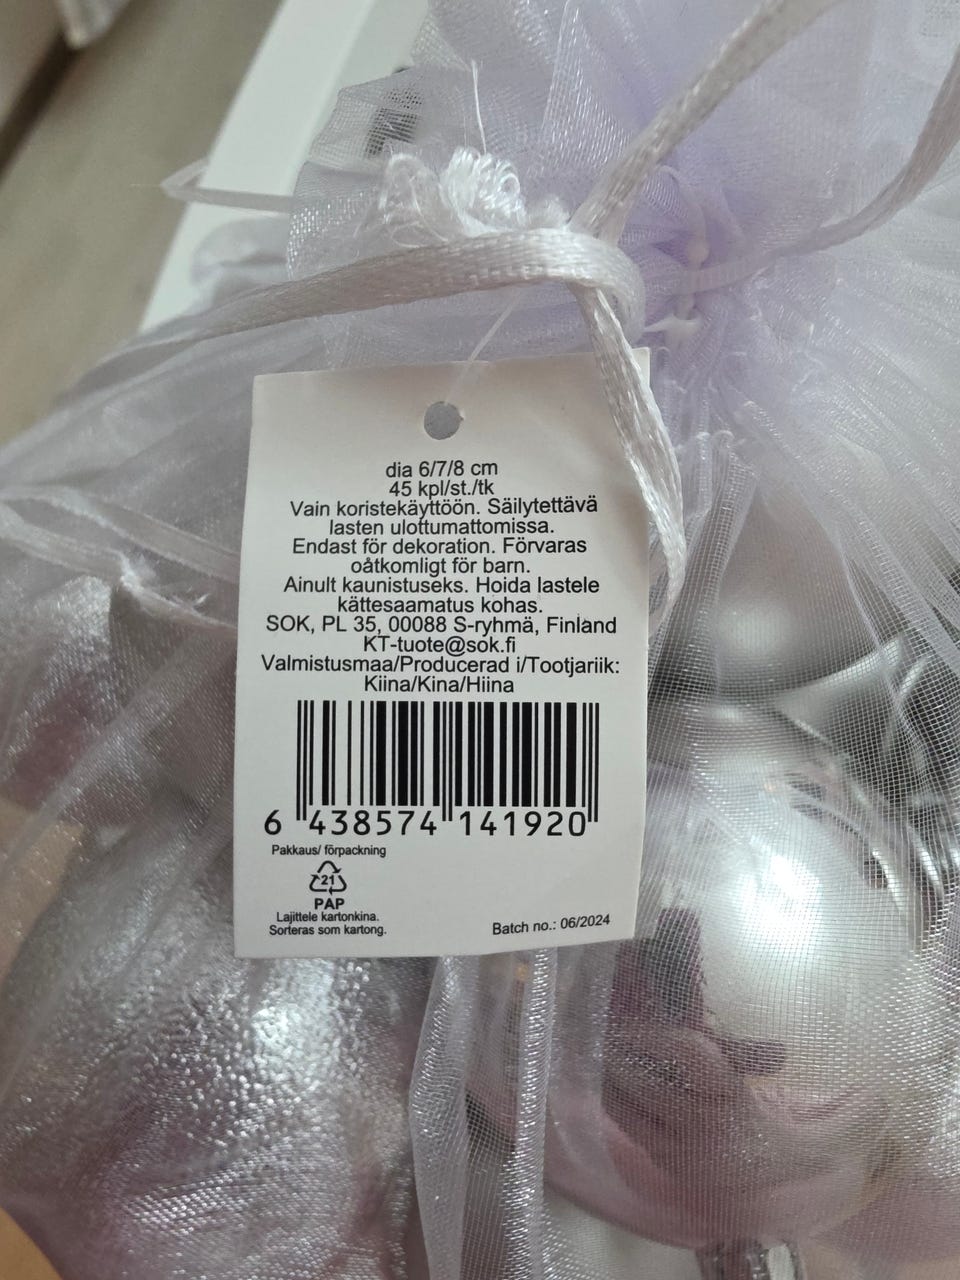 dia 6/7/8 cm
45 kpl/st./tk
Vain koristekäyttöön. Säilytettävä
lasten ulottumattomissa.
Endast för dekoration. Förvaras
oåtkomligt för barn.
Ainult kaunistuseks. Hoida lastele
kättesaamatus kohas.
SOK, PL 35, 00088 S-ryhmä, Finland
KT-tuote@sok.fi
Valmistusmaa/Producerad i/Tootjariik:
Kiina/Kina/Hiina
6 438574 141920
Pakkaus/ förpackning
21
PAP
Lajittele kartonkina.
Sorteras som kartong.
Batch no.: 06/2024